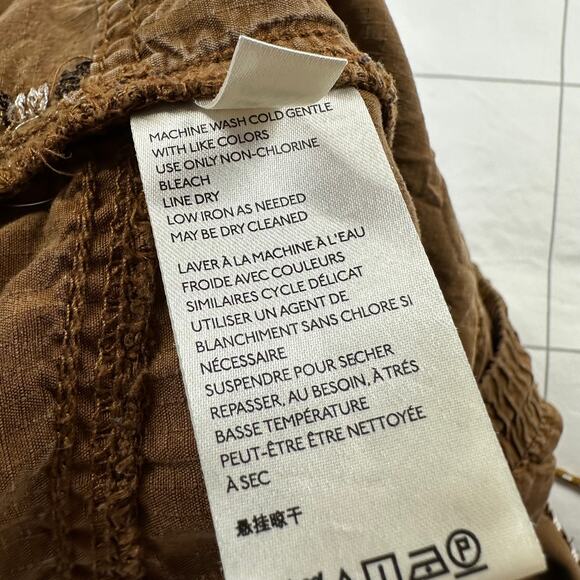 MACHINE WASH COLD GENTLE
WITH LIKE COLORS
USE ONLY NON-CHLORINE
BLEACH
LINE DRY
LOW IRON AS NEEDED
MAY BE DRY CLEANED
LAVER À LA MACHINE À L'EAU
FROIDE AVEC COULEURS
SIMILAIRES CYCLE DÉLICAT
UTILISER UN AGENT DE
BLANCHIMENT SANS CHLORE SI
NÉCESSAIRE
SUSPENDRE POUR SECHER
REPASSER, AU BESOIN, À TRÉS
BASSE TEMPÉRATURE
PEUT-ÊTRE ÊTRE NETTOYÉE
À SEC
悬挂晾干
P